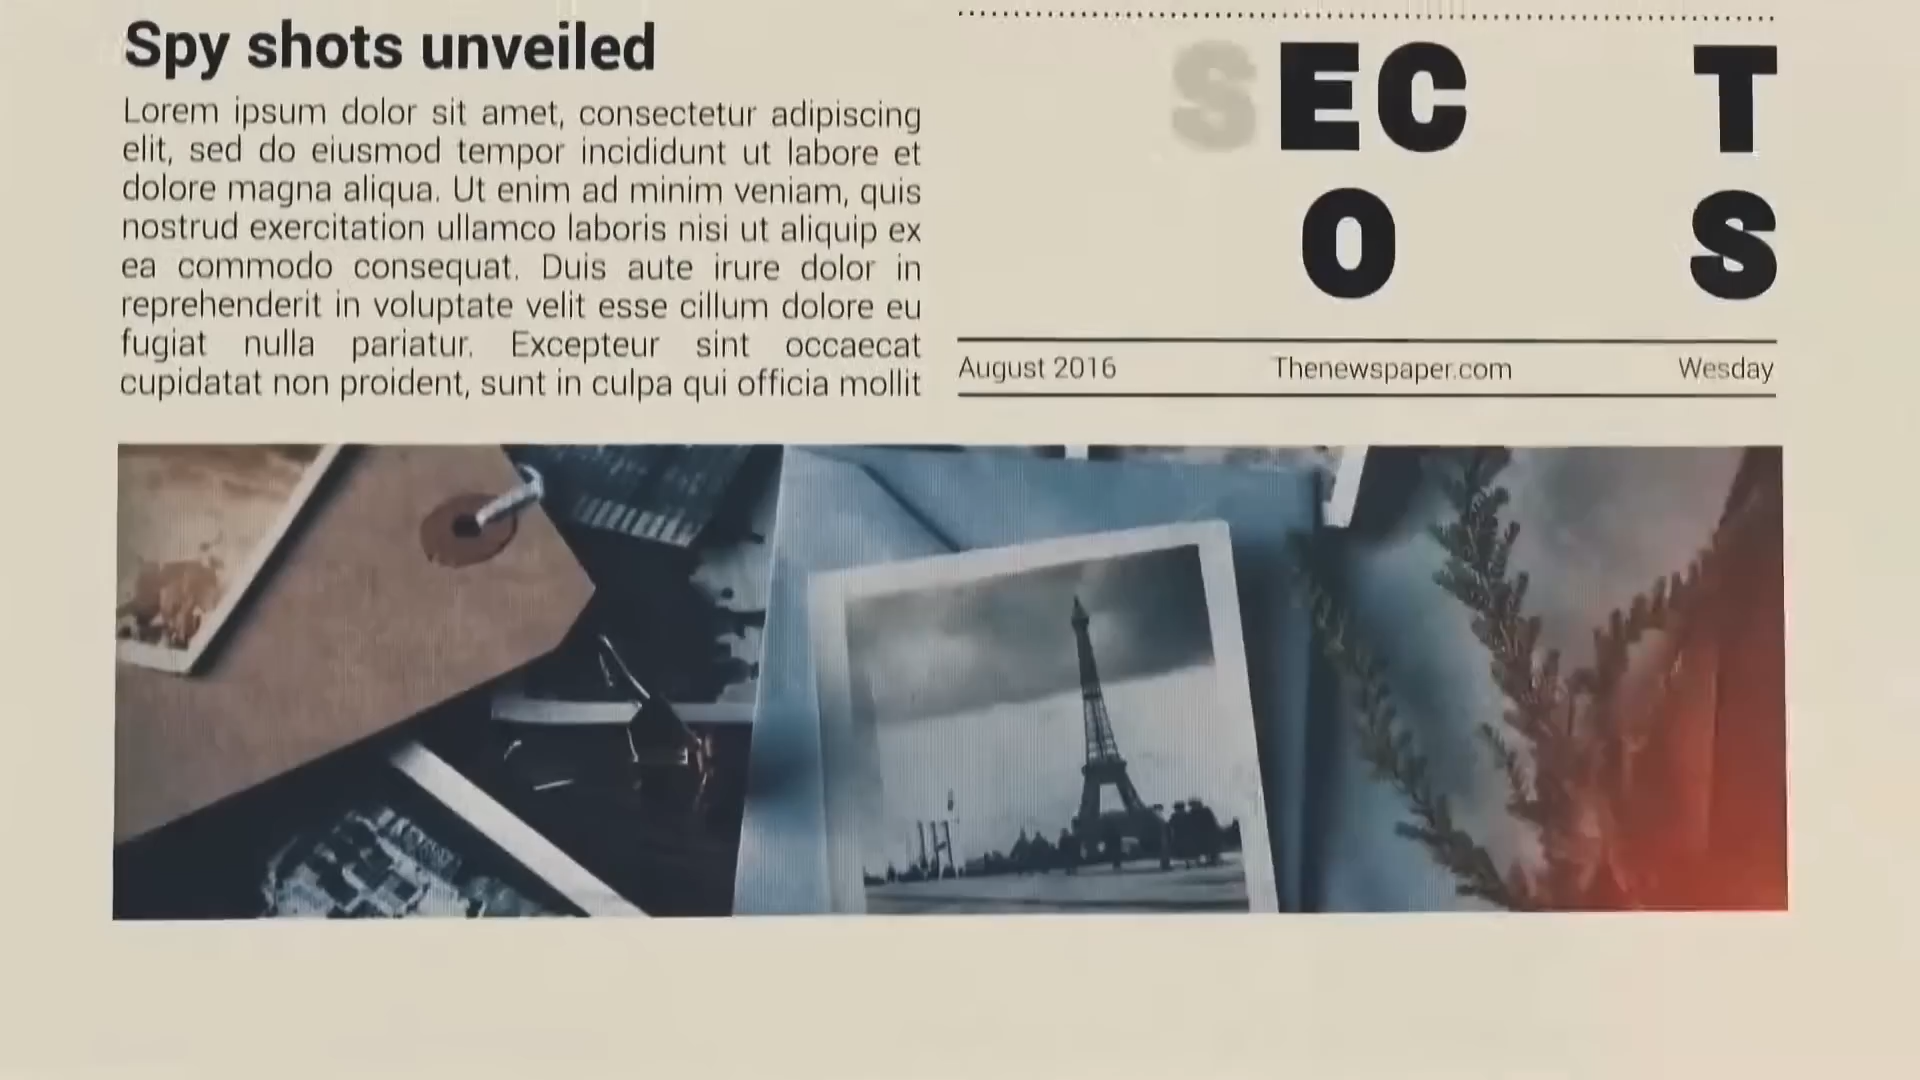 Spy shots unveiled
Lorem ipsum dolor sit amet, consectetur adipiscing
elit, sed do eiusmod tempor incididunt ut labore et
dolore magna aliqua. Ut enim ad minim veniam, quis
nostrud exercitation ullamco laboris nisi ut aliquip ex
ea commodo consequat. Duis aute irure dolor in
reprehenderit in voluptate velit esse cillum dolore eu
fugiat nulla pariatur. Excepteur sint occaecat
cupidatat non proident, sunt in culpa qui officia mollit
SEC T
O S
August 2016 Thenewspaper.com Wesday